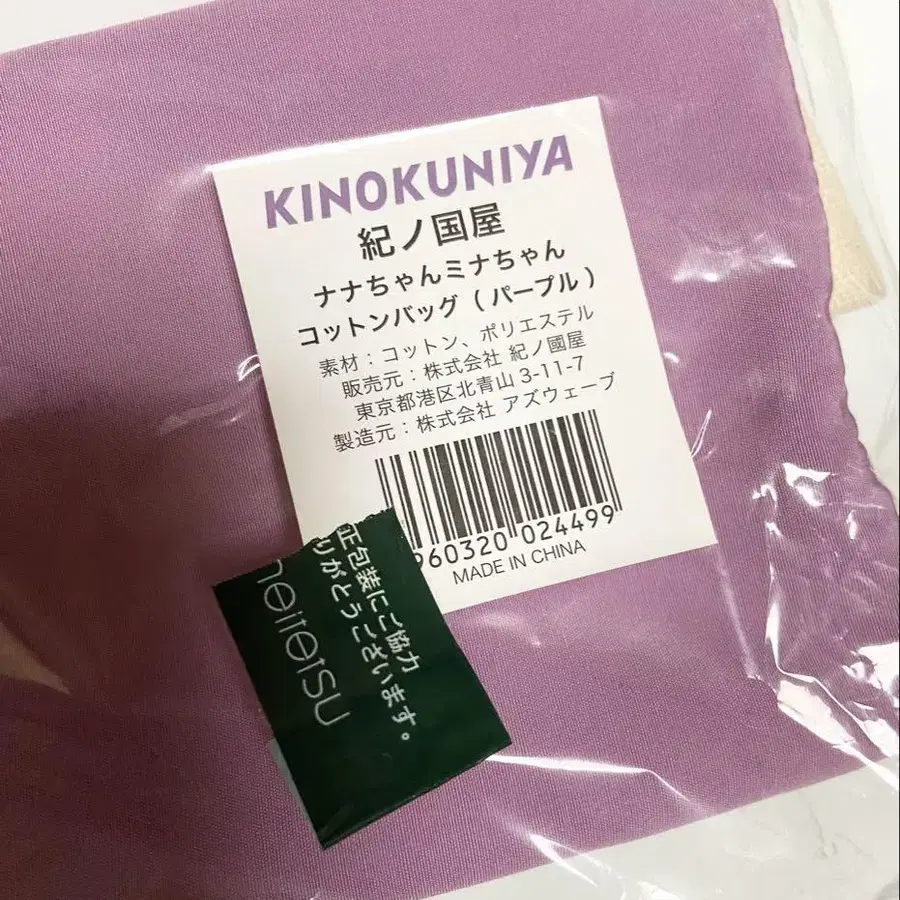 KINOKUNIYA
紀ノ国屋
ナナちゃんミナちゃん
コットンバッグ（パープル）
素材：コットン、ポリエステル
販売元：株式会社 紀ノ國屋
東京都港区北青山 3-11-7
製造元：株式会社 アズウェーブ
960320 024499
MADE IN CHINA
正包装にご協力
りがとうございます。
meitetsu